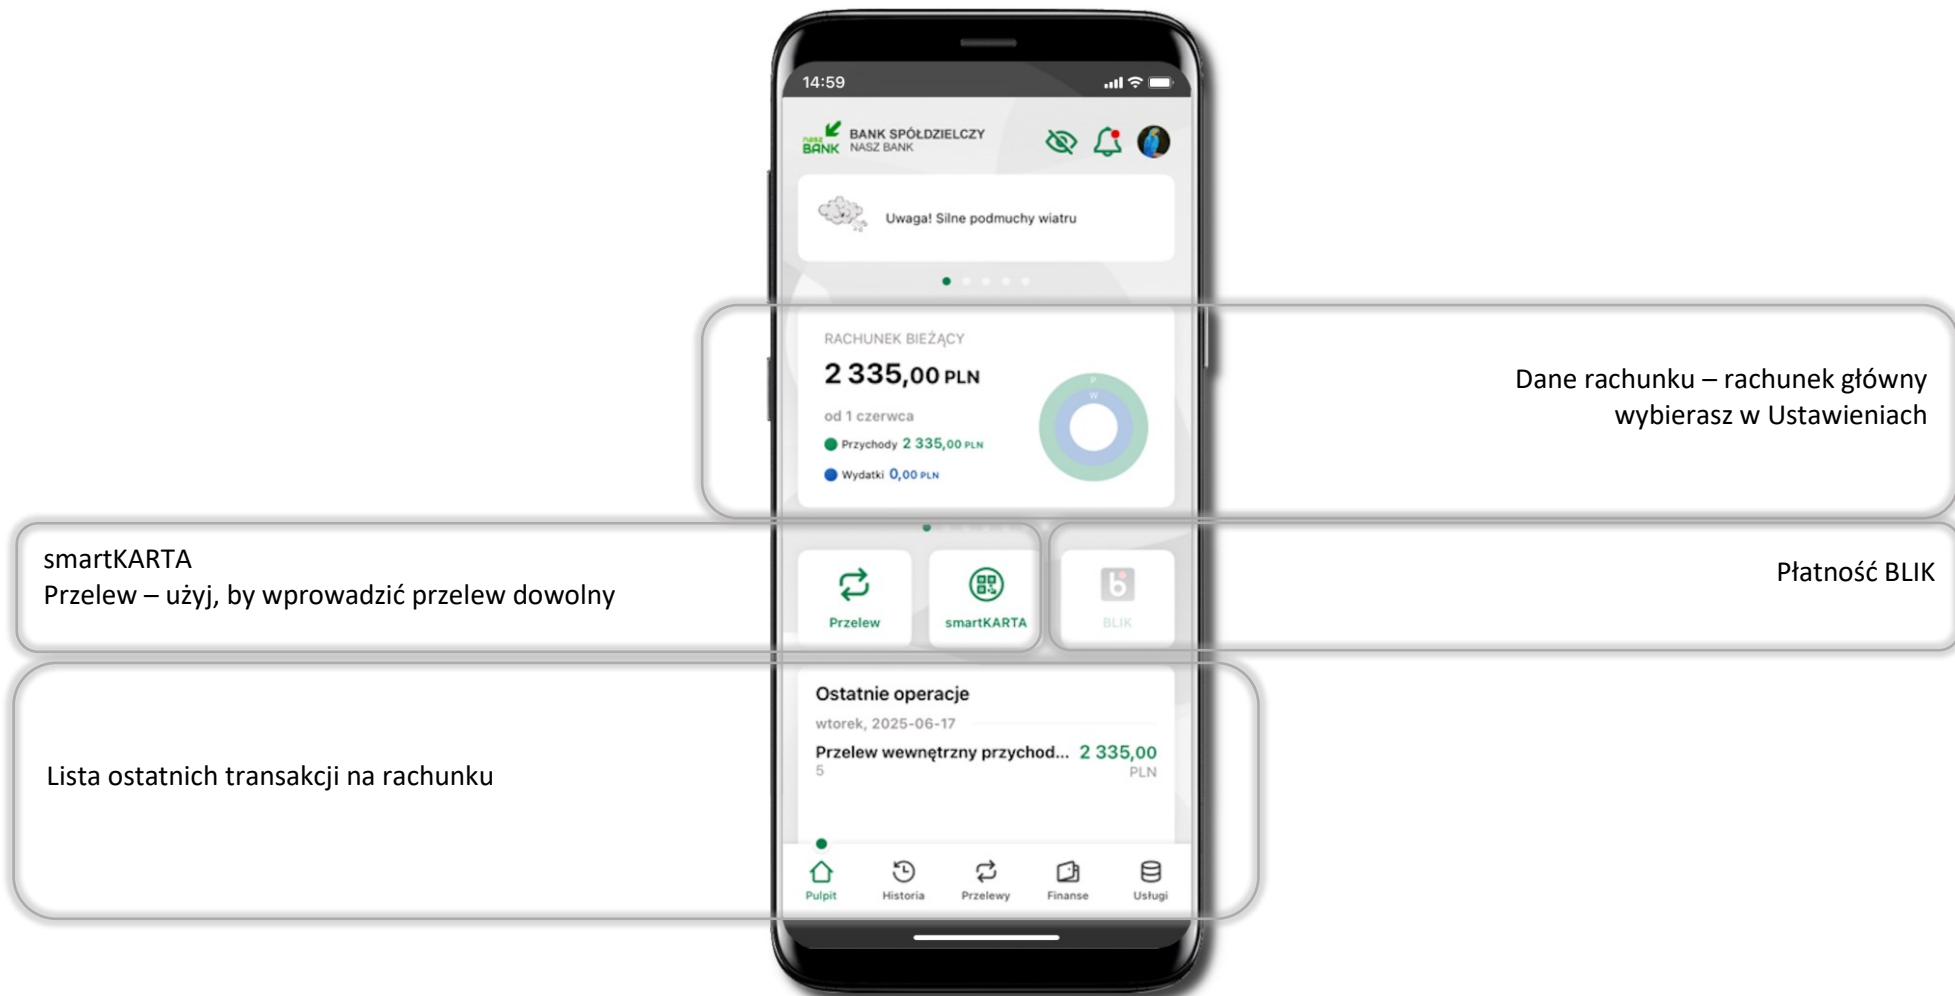 14:59
nasz BANK
BANK SPÓŁDZIELCZY
NASZ BANK
Uwaga! Silne podmuchy wiatru
RACHUNEK BIEŻĄCY
2 335,00 PLN
od 1 czerwca
Przychody 2 335,00 PLN
Wydatki 0,00 PLN
P
W
Dane rachunku – rachunek główny
wybierasz w Ustawieniach
smartKARTA
Przelew – użyj, by wprowadzić przelew dowolny
Przelew
smartKARTA
BLIK
Płatność BLIK
Lista ostatnich transakcji na rachunku
Ostatnie operacje
wtorek, 2025-06-17
Przelew wewnętrzny przychod... 2 335,00
5 PLN
Pulpit Historia Przelewy Finanse Usługi